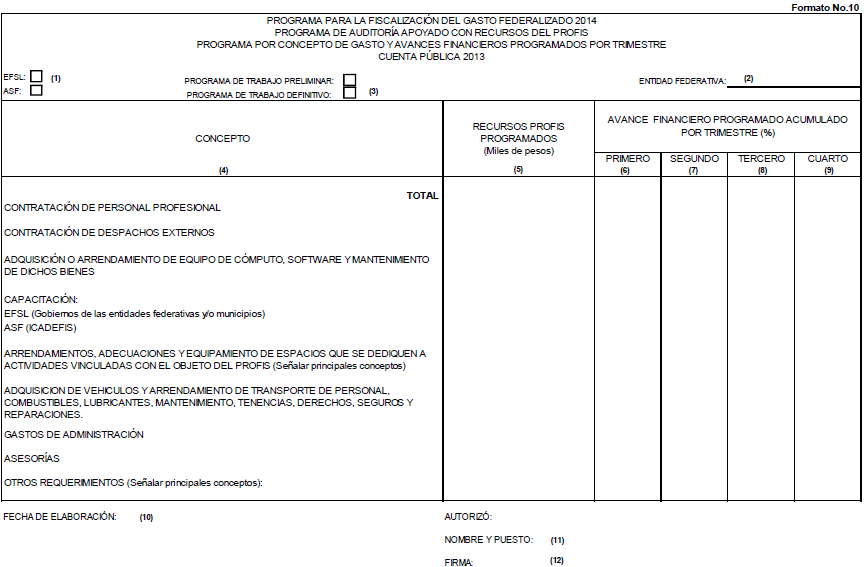 Formato No.10
PROGRAMA PARA LA FISCALIZACIÓN DEL GASTO FEDERALIZADO 2014
PROGRAMA DE AUDITORÍA APOYADO CON RECURSOS DEL PROFIS
PROGRAMA POR CONCEPTO DE GASTO Y AVANCES FINANCIEROS PROGRAMADOS POR TRIMESTRE
CUENTA PÚBLICA 2013
EFSL: (1) PROGRAMA DE TRABAJO PRELIMINAR: ENTIDAD FEDERATIVA: (2)
ASF: PROGRAMA DE TRABAJO DEFINITIVO: (3)
CONCEPTO
(4)
RECURSOS PROFIS
PROGRAMADOS
(Miles de pesos)
(5)
AVANCE FINANCIERO PROGRAMADO ACUMULADO
POR TRIMESTRE (%)
PRIMERO SEGUNDO TERCERO CUARTO
(6) (7) (8) (9)
TOTAL
CONTRATACIÓN DE PERSONAL PROFESIONAL
CONTRATACIÓN DE DESPACHOS EXTERNOS
ADQUISICIÓN O ARRENDAMIENTO DE EQUIPO DE CÓMPUTO, SOFTWARE Y MANTENIMIENTO
DE DICHOS BIENES
CAPACITACIÓN:
EFSL (Gobiernos de las entidades federativas y/o municipios)
ASF (ICADEFIS)
ARRENDAMIENTOS, ADECUACIONES Y EQUIPAMIENTO DE ESPACIOS QUE SE DEDIQUEN A
ACTIVIDADES VINCULADAS CON EL OBJETO DEL PROFIS (Señalar principales conceptos)
ADQUISICION DE VEHICULOS Y ARRENDAMIENTO DE TRANSPORTE DE PERSONAL,
COMBUSTIBLES, LUBRICANTES, MANTENIMIENTO, TENENCIAS, DERECHOS, SEGUROS Y
REPARACIONES.
GASTOS DE ADMINISTRACIÓN
ASESORÍAS
OTROS REQUERIMIENTOS (Señalar principales conceptos):
FECHA DE ELABORACIÓN: (10) AUTORIZÓ:
NOMBRE Y PUESTO: (11)
FIRMA: (12)